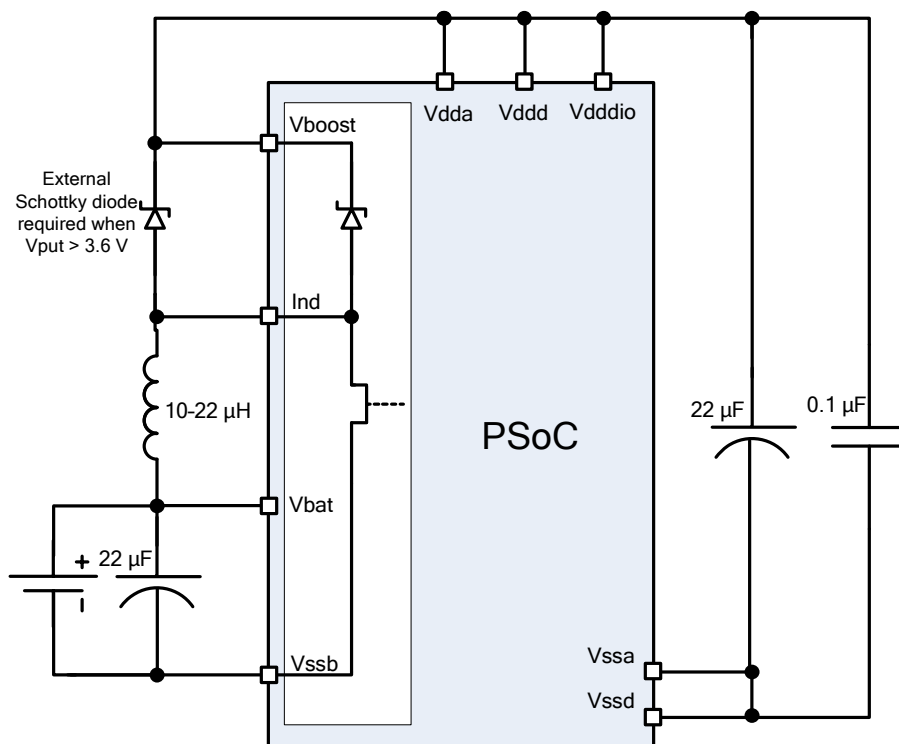 Vdda
Vddd
Vdddio
Vboost
External
Schottky diode
required when
Vput > 3.6 V
Ind
10-22 µH
PSoC
22 µF
0.1 µF
Vbat
22 µF
+
Vssb
Vssa
Vssd